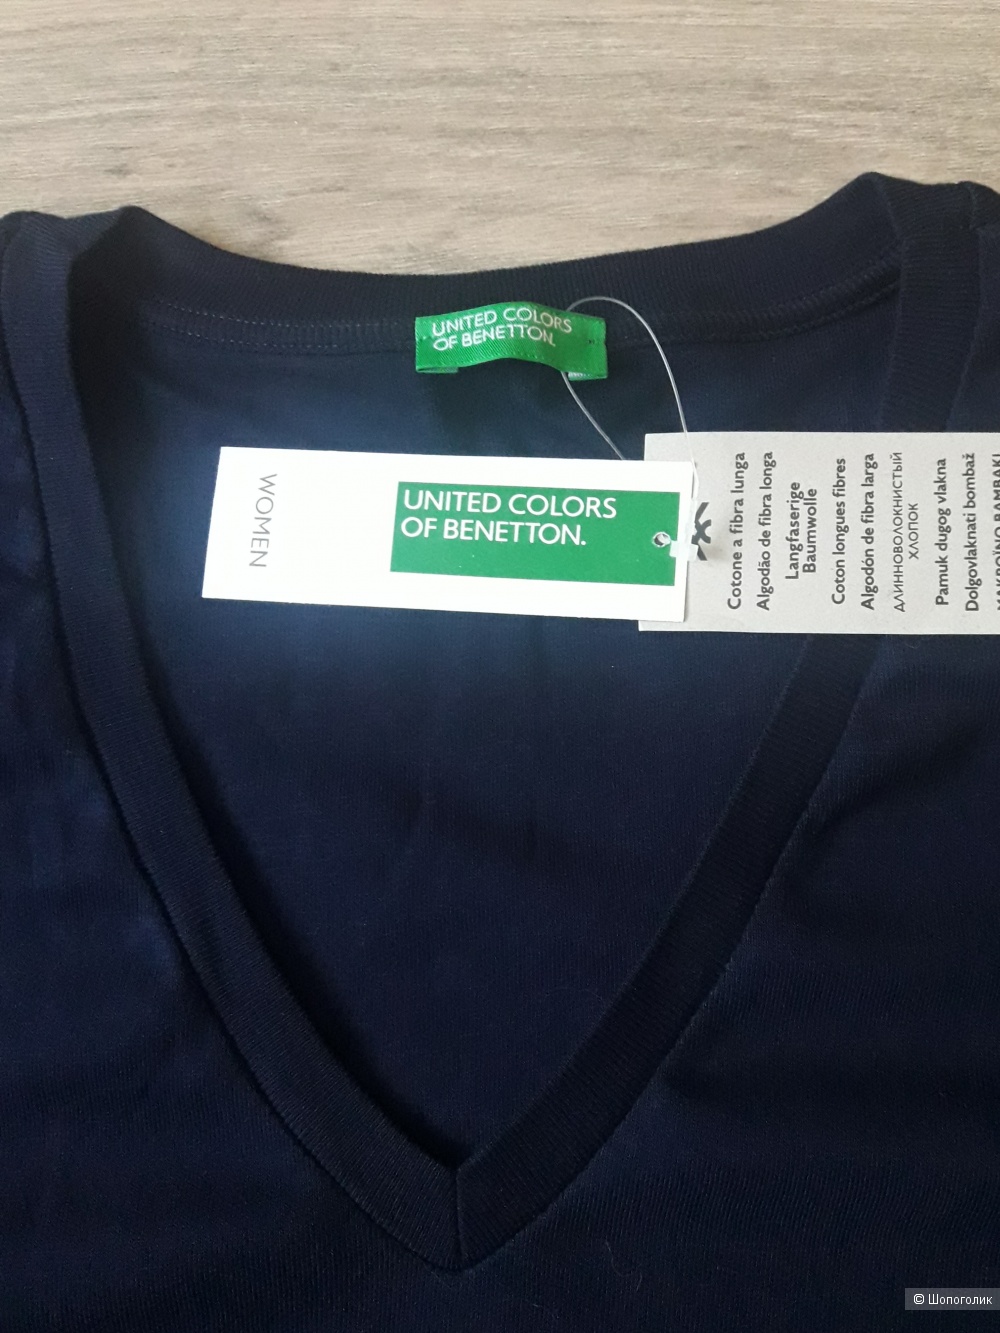 UNITED COLORS
OF BENETTON.
WOMEN
UNITED COLORS
OF BENETTON.
Cotone a fibra lunga
Algodão de fibra longa
Langfaserige
Baumwolle
Coton longues fibres
Algodón de fibra larga
ДЛИННОВОЛОКНИСТЫЙ
ХЛОПОК
Pamuk dugog vlakna
Dolgovlaknati bombaž
© Шопоголик